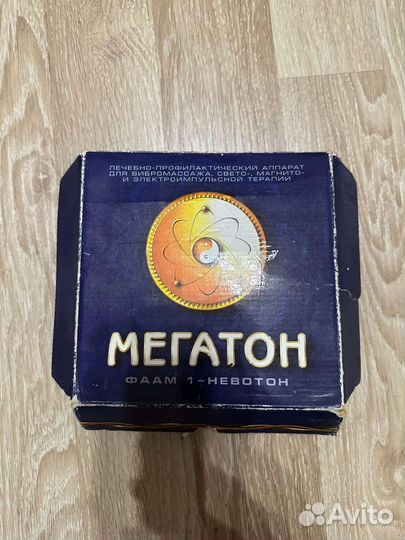 ЛЕЧЕБНО-ПРОФИЛАКТИЧЕСКИЙ АППАРАТ
ДЛЯ ВИБРОМАССАЖА, СВЕТО-, МАГНИТО-
И ЭЛЕКТРОИМПУЛЬСНОЙ ТЕРАПИИ
МЕГАТОН
ФААМ 1-НЕВОТОН
Avito